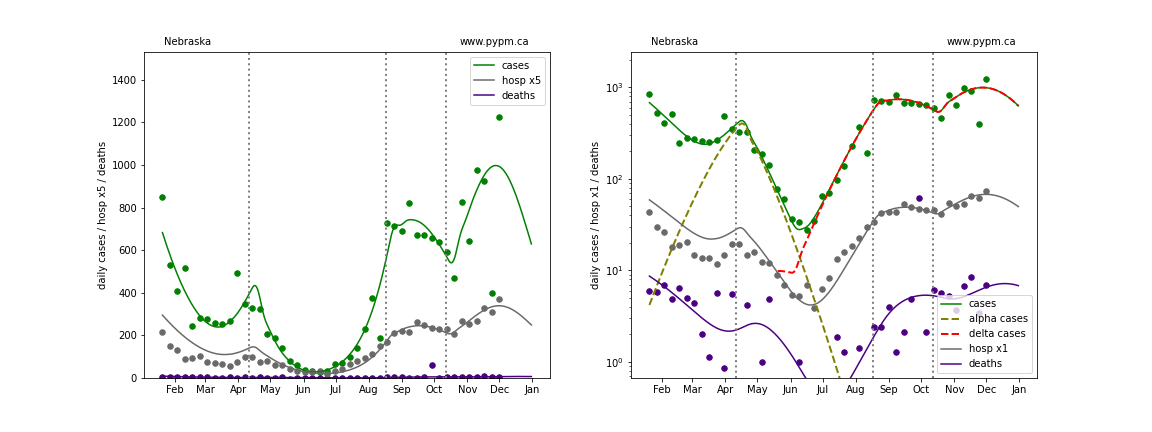 Nebraska www.pypm.ca
cases
hosp x5
deaths
daily cases / hosp x5 / deaths
1400
1200
1000
800
600
400
200
0
Feb Mar Apr May Jun Jul Aug Sep Oct Nov Dec Jan
Nebraska www.pypm.ca
daily cases / hosp x1 / deaths
10³
10²
10¹
10⁰
cases
alpha cases
delta cases
hosp x1
deaths
Feb Mar Apr May Jun Jul Aug Sep Oct Nov Dec Jan